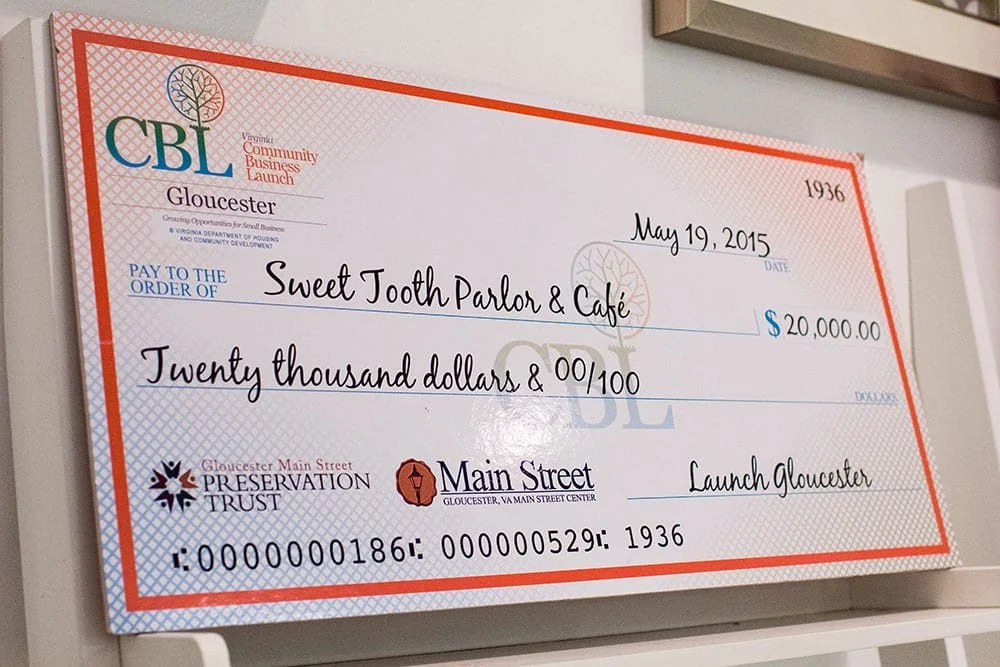 CBL
Virginia
Community
Business
Launch
Gloucester
Growing Opportunities for Small Business
® VIRGINIA DEPARTMENT OF HOUSING
AND COMMUNITY DEVELOPMENT
1936
May 19, 2015
DATE
PAY TO THE
ORDER OF
Sweet Tooth Parlor & Café
$ 20,000.00
Twenty thousand dollars & 00/100
DOLLARS
CBL
Gloucester Main Street
PRESERVATION
TRUST
Main Street
GLOUCESTER, VA MAIN STREET CENTER
Launch Gloucester
⑆0000000186⑆ 000000529⑆ 1936